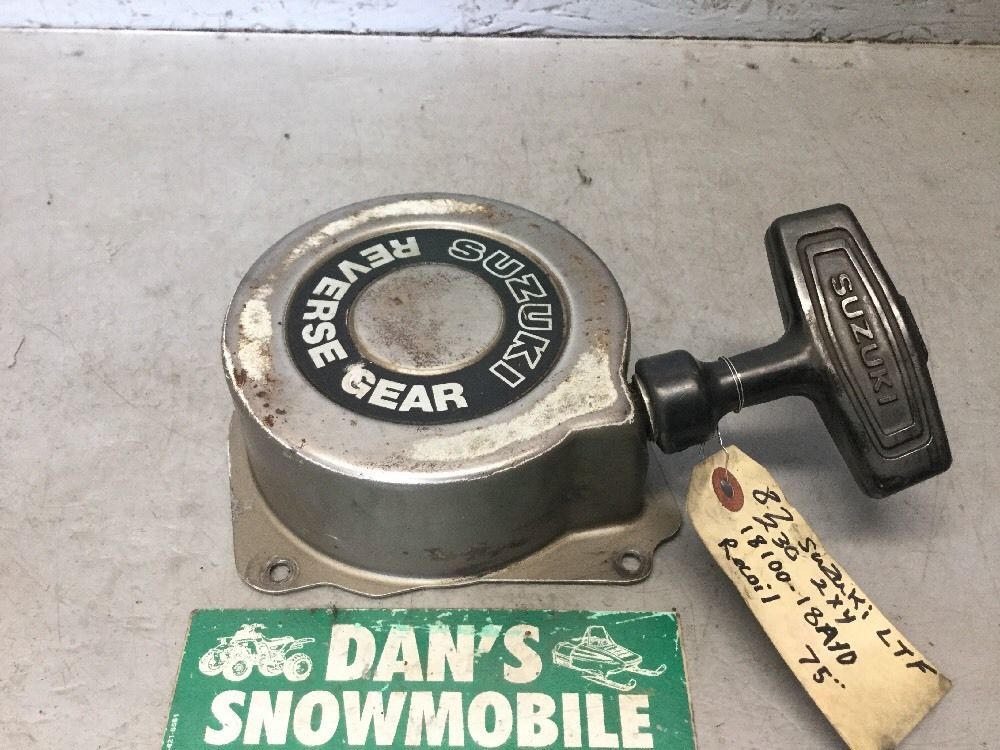 SUZUKI
REVERSE GEAR
SUZUKI
87 Suzuki LTF
230 2x4
18100-18A10
Recoil 75"
DAN'S
SNOWMOBILE